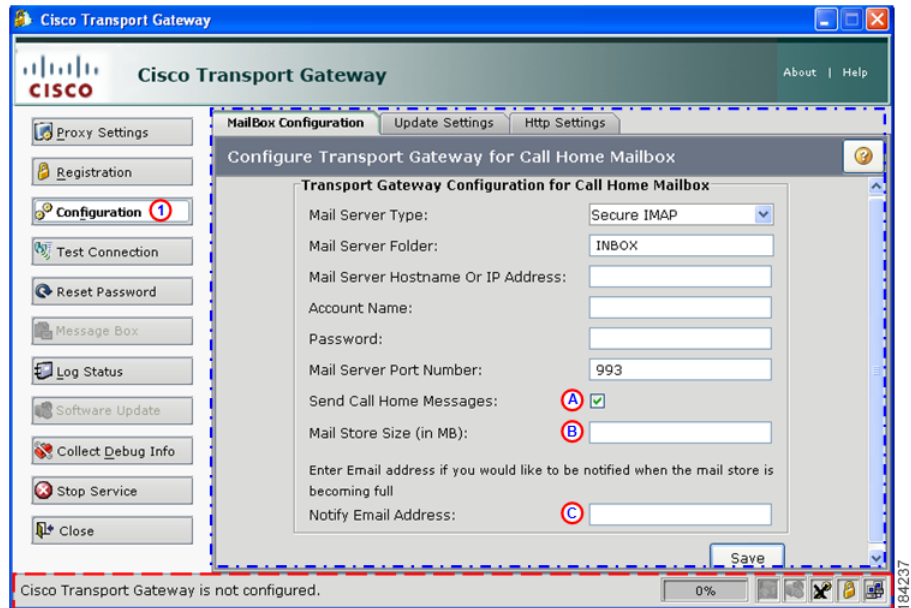 Cisco Transport Gateway
CISCO
Cisco Transport Gateway
About | Help
Proxy Settings
Registration
Configuration 1
Test Connection
Reset Password
Message Box
Log Status
Software Update
Collect Debug Info
Stop Service
Close
MailBox Configuration Update Settings Http Settings
Configure Transport Gateway for Call Home Mailbox
?
Transport Gateway Configuration for Call Home Mailbox
Mail Server Type: Secure IMAP
Mail Server Folder: INBOX
Mail Server Hostname Or IP Address:
Account Name:
Password:
Mail Server Port Number: 993
Send Call Home Messages: A
Mail Store Size (in MB): B
Enter Email address if you would like to be notified when the mail store is
becoming full
Notify Email Address: C
Save
Cisco Transport Gateway is not configured.
0%
84237